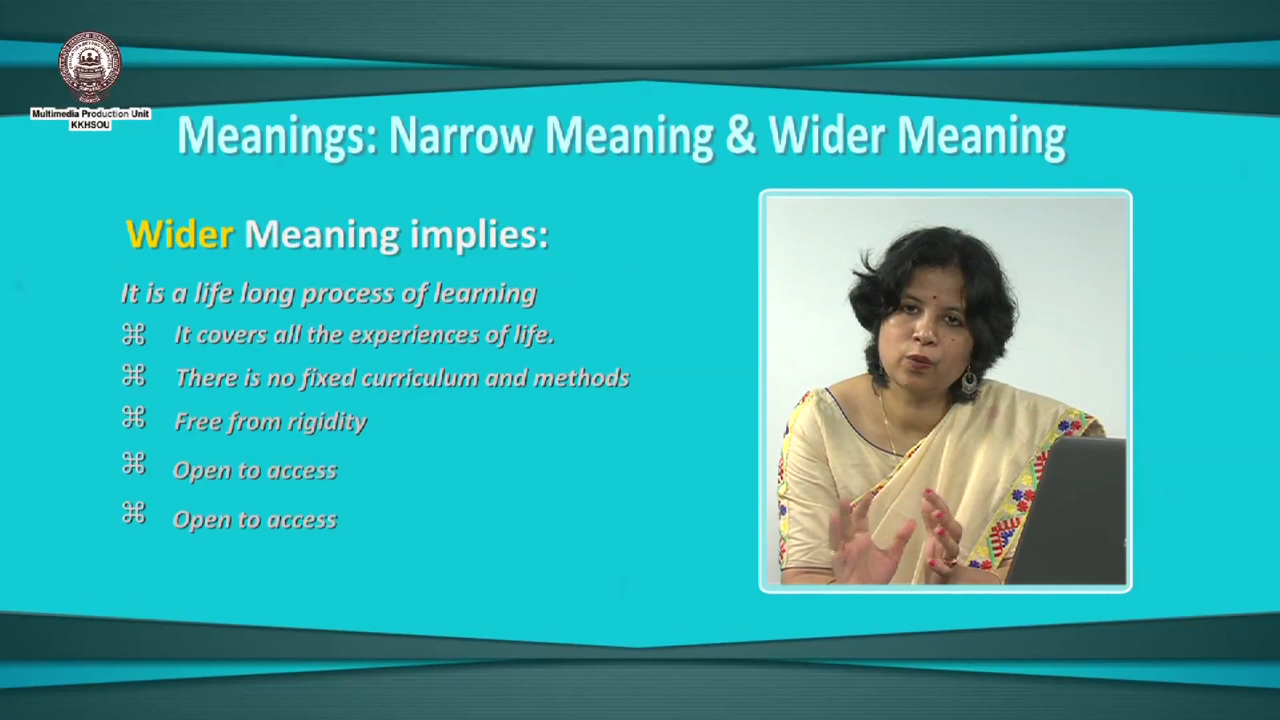 Multimedia Production Unit
KKHSOU
Meanings: Narrow Meaning & Wider Meaning
Wider Meaning implies:
It is a life long process of learning
⌘ It covers all the experiences of life.
⌘ There is no fixed curriculum and methods
⌘ Free from rigidity
⌘ Open to access
⌘ Open to access